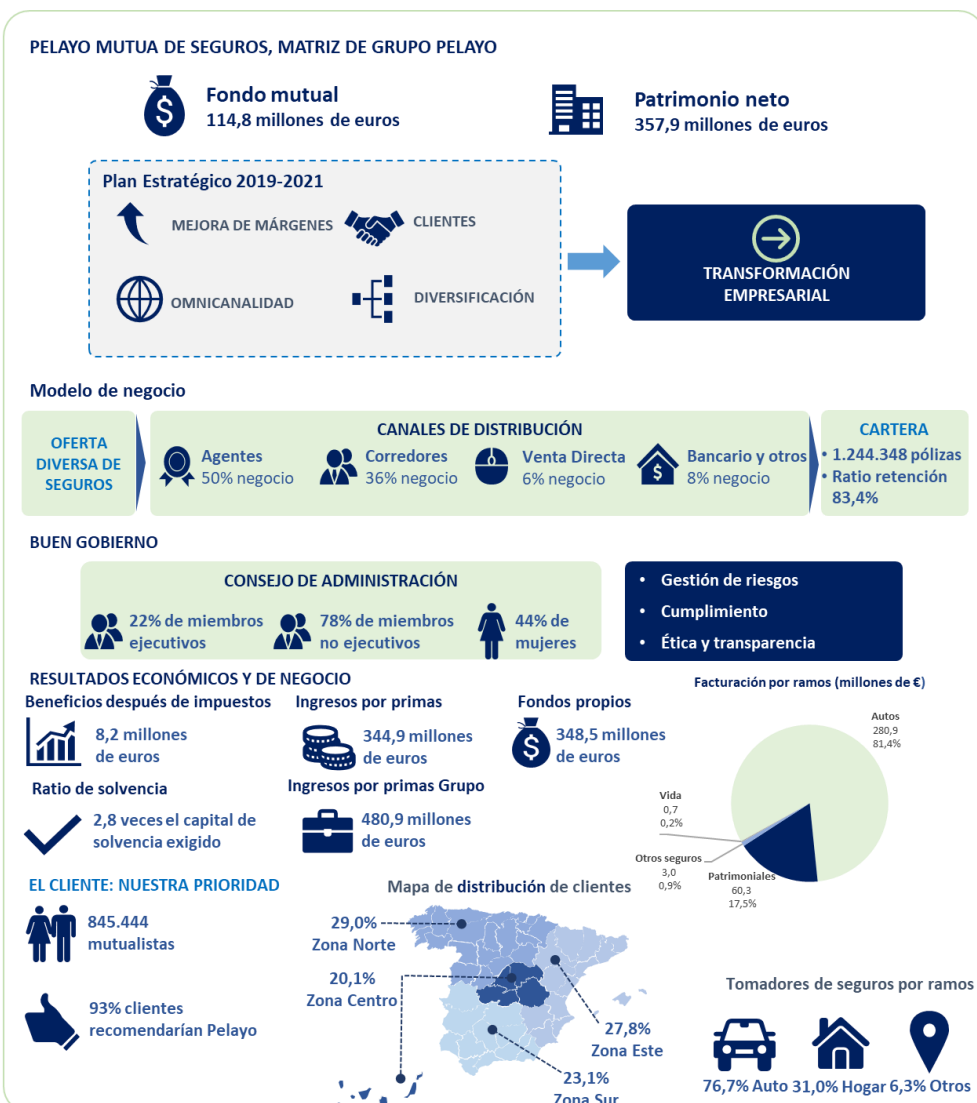 PELAYO MUTUA DE SEGUROS, MATRIZ DE GRUPO PELAYO
Fondo mutual
114,8 millones de euros
Patrimonio neto
357,9 millones de euros
Plan Estratégico 2019-2021
MEJORA DE MÁRGENES
CLIENTES
OMNICANALIDAD
DIVERSIFICACIÓN
TRANSFORMACIÓN
EMPRESARIAL
Modelo de negocio
OFERTA
DIVERSA DE
SEGUROS
CANALES DE DISTRIBUCIÓN
Agentes
50% negocio
Corredores
36% negocio
Venta Directa
6% negocio
Bancario y otros
8% negocio
CARTERA
• 1.244.348 pólizas
• Ratio retención
83,4%
BUEN GOBIERNO
CONSEJO DE ADMINISTRACIÓN
22% de miembros
ejecutivos
78% de miembros
no ejecutivos
44% de
mujeres
• Gestión de riesgos
• Cumplimiento
• Ética y transparencia
RESULTADOS ECONÓMICOS Y DE NEGOCIO
Beneficios después de impuestos
8,2 millones
de euros
Ingresos por primas
344,9 millones
de euros
Fondos propios
348,5 millones
de euros
Ratio de solvencia
2,8 veces el capital de
solvencia exigido
Ingresos por primas Grupo
480,9 millones
de euros
Facturación por ramos (millones de €)
Autos
280,9
81,4%
Vida
0,7
0,2%
Otros seguros
3,0
0,9%
Patrimoniales
60,3
17,5%
EL CLIENTE: NUESTRA PRIORIDAD
845.444
mutualistas
93% clientes
recomendarían Pelayo
Mapa de distribución de clientes
29,0%
Zona Norte
20,1%
Zona Centro
27,8%
Zona Este
23,1%
Zona Sur
Tomadores de seguros por ramos
76,7% Auto
31,0% Hogar
6,3% Otros